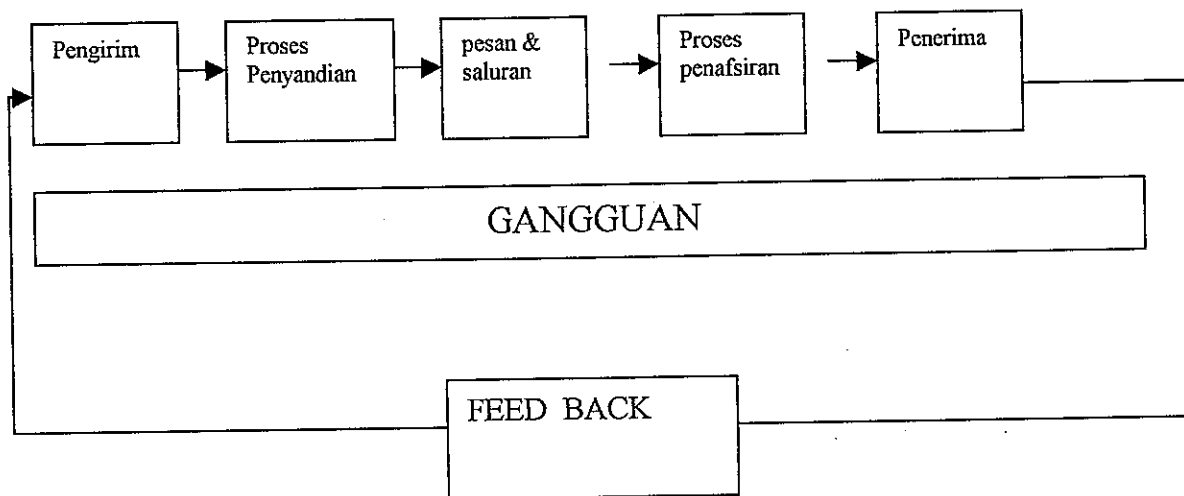 Pengirim
Proses
Penyandian
pesan &
saluran
Proses
penafsiran
Penerima
GANGGUAN
FEED BACK